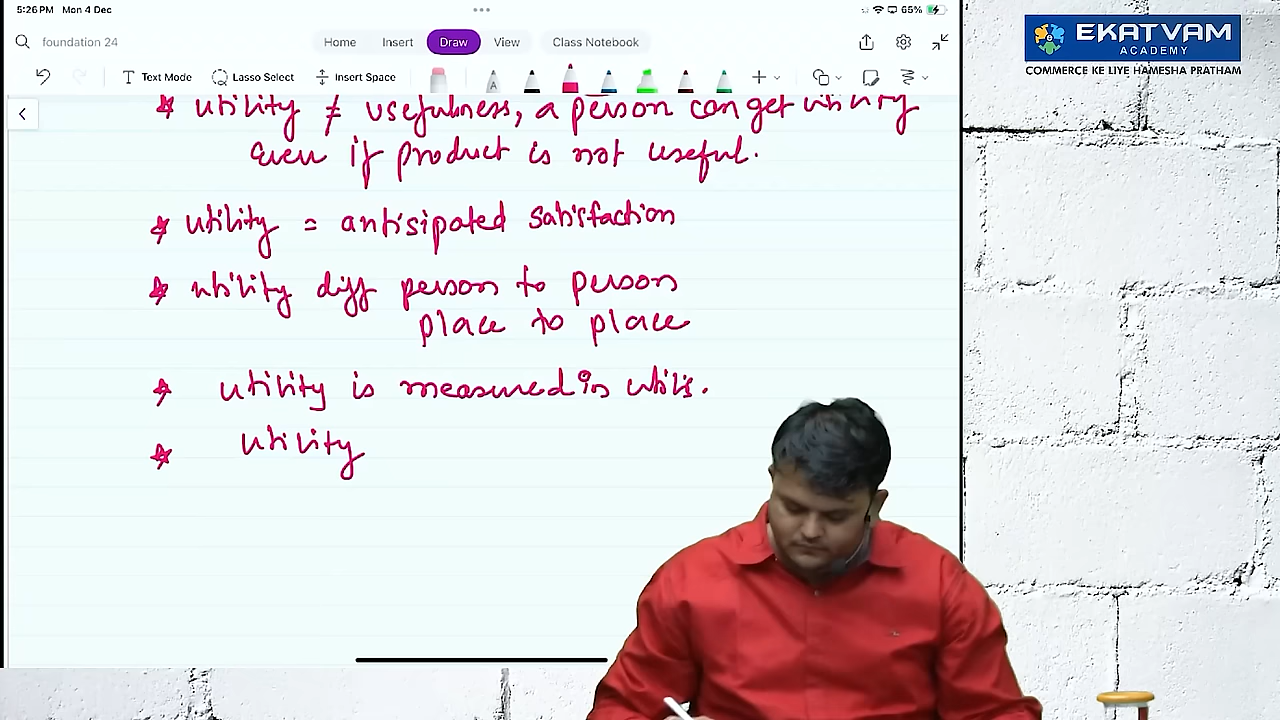 5:26 PM Mon 4 Dec
65%
foundation 24
Home Insert Draw View Class Notebook
Text Mode Lasso Select Insert Space
EKATVAM
ACADEMY
COMMERCE KE LIYE HAMESHA PRATHAM
* utility ≠ usefulness, a person can get utility
even if product is not useful.
* utility = antisipated satisfaction
* utility diff person to person
place to place
* utility is measured in utils.
* utility